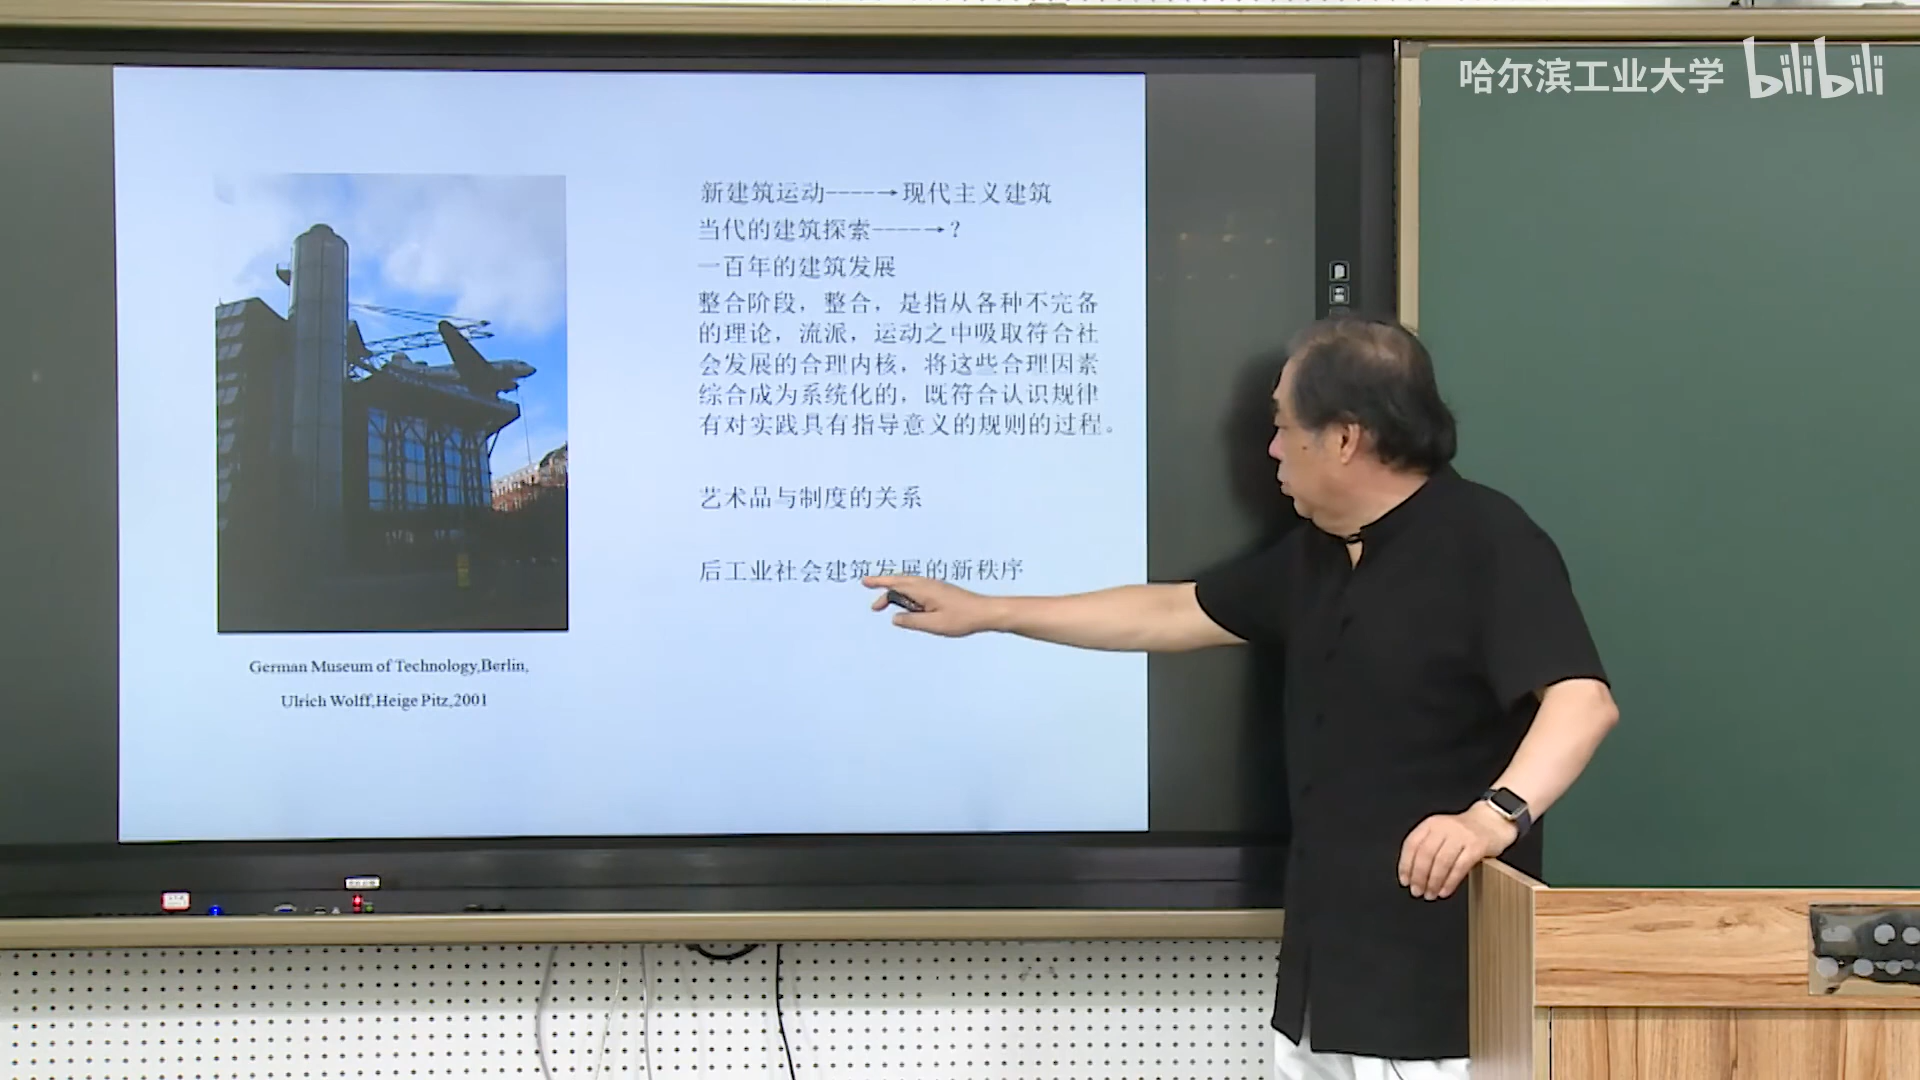 哈尔滨工业大学 bilibili
新建筑运动----→现代主义建筑
当代的建筑探索----→?
一百年的建筑发展
整合阶段，整合，是指从各种不完备
的理论，流派，运动之中吸取符合社
会发展的合理内核，将这些合理因素
综合成为系统化的，既符合认识规律
有对实践具有指导意义的规则的过程。
艺术品与制度的关系
后工业社会建筑发展的新秩序
German Museum of Technology,Berlin,
Ulrich Wolff,Heige Pitz,2001